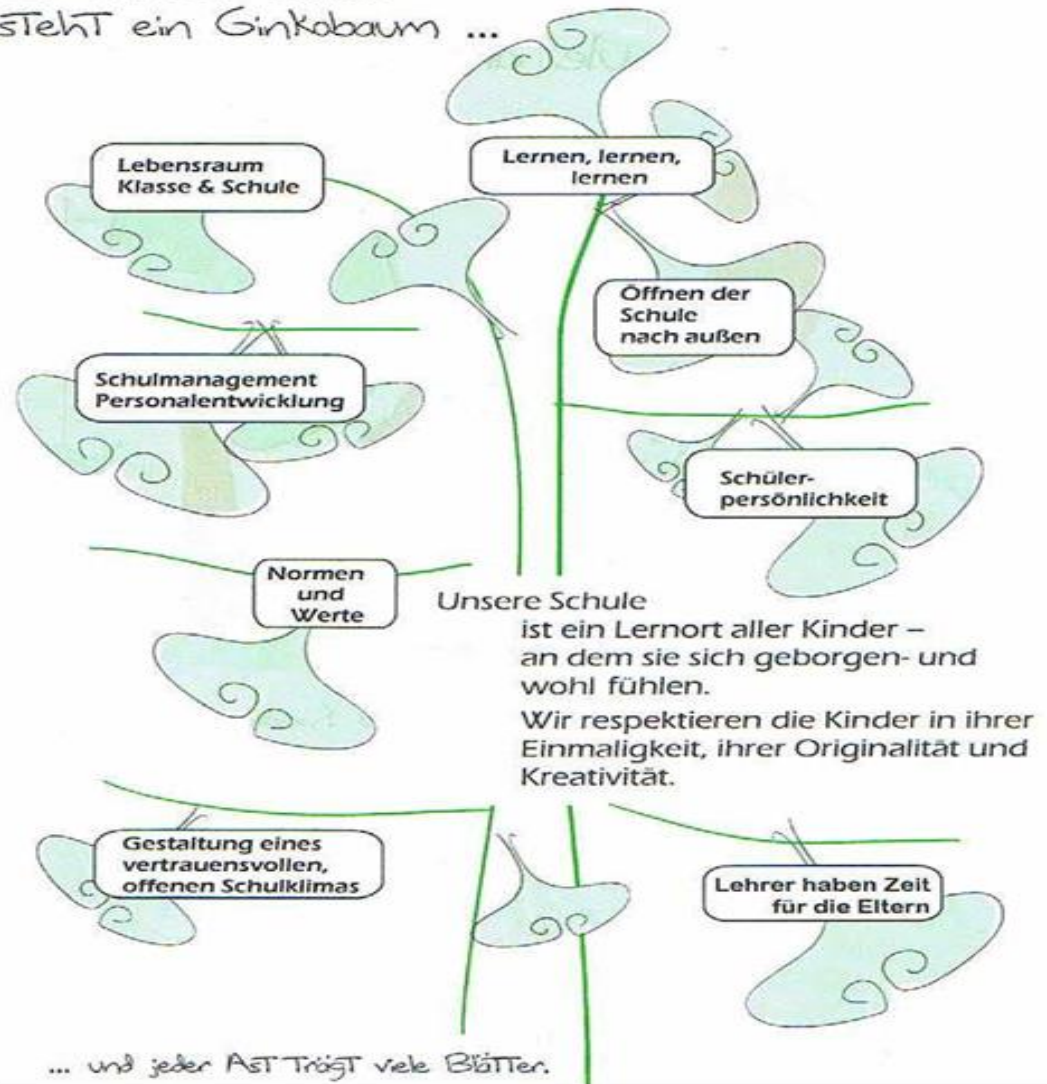 steht ein Ginkobaum ...
Lernen, lernen,
lernen
Lebensraum
Klasse & Schule
Öffnen der
Schule
nach außen
Schulmanagement
Personalentwicklung
Schüler-
persönlichkeit
Normen
und
Werte
Unsere Schule
ist ein Lernort aller Kinder –
an dem sie sich geborgen- und
wohl fühlen.
Wir respektieren die Kinder in ihrer
Einmaligkeit, ihrer Originalität und
Kreativität.
Gestaltung eines
vertrauensvollen,
offenen Schulklimas
Lehrer haben Zeit
für die Eltern
... und jeder Ast trägt viele Blätter.